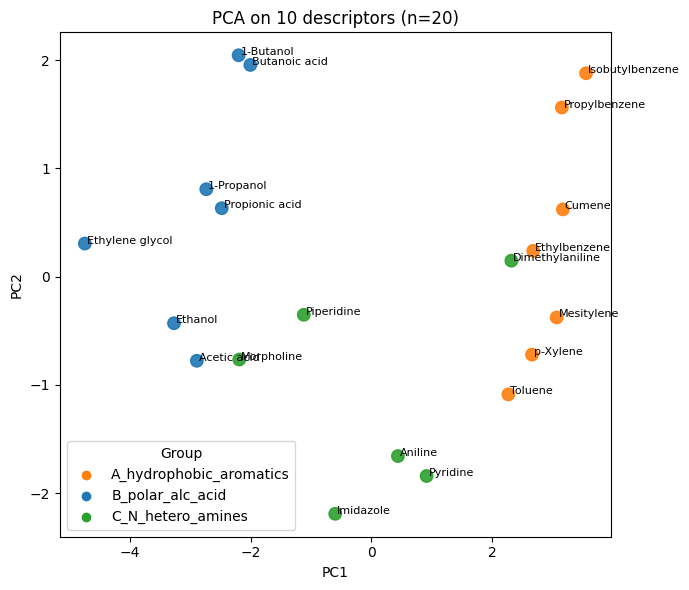 PCA on 10 descriptors (n=20)
2
1
0
−1
−2
PC2
1-Butanol
Butanoic acid
Isobutylbenzene
Propylbenzene
1-Propanol
Propionic acid
Cumene
Ethylene glycol
Ethylbenzene
Dimethylaniline
Ethanol
Piperidine
Mesitylene
Acetic acid
Morpholine
p-Xylene
Toluene
Aniline
Pyridine
Imidazole
Group
A_hydrophobic_aromatics
B_polar_alc_acid
C_N_hetero_amines
−4
−2
0
2
PC1